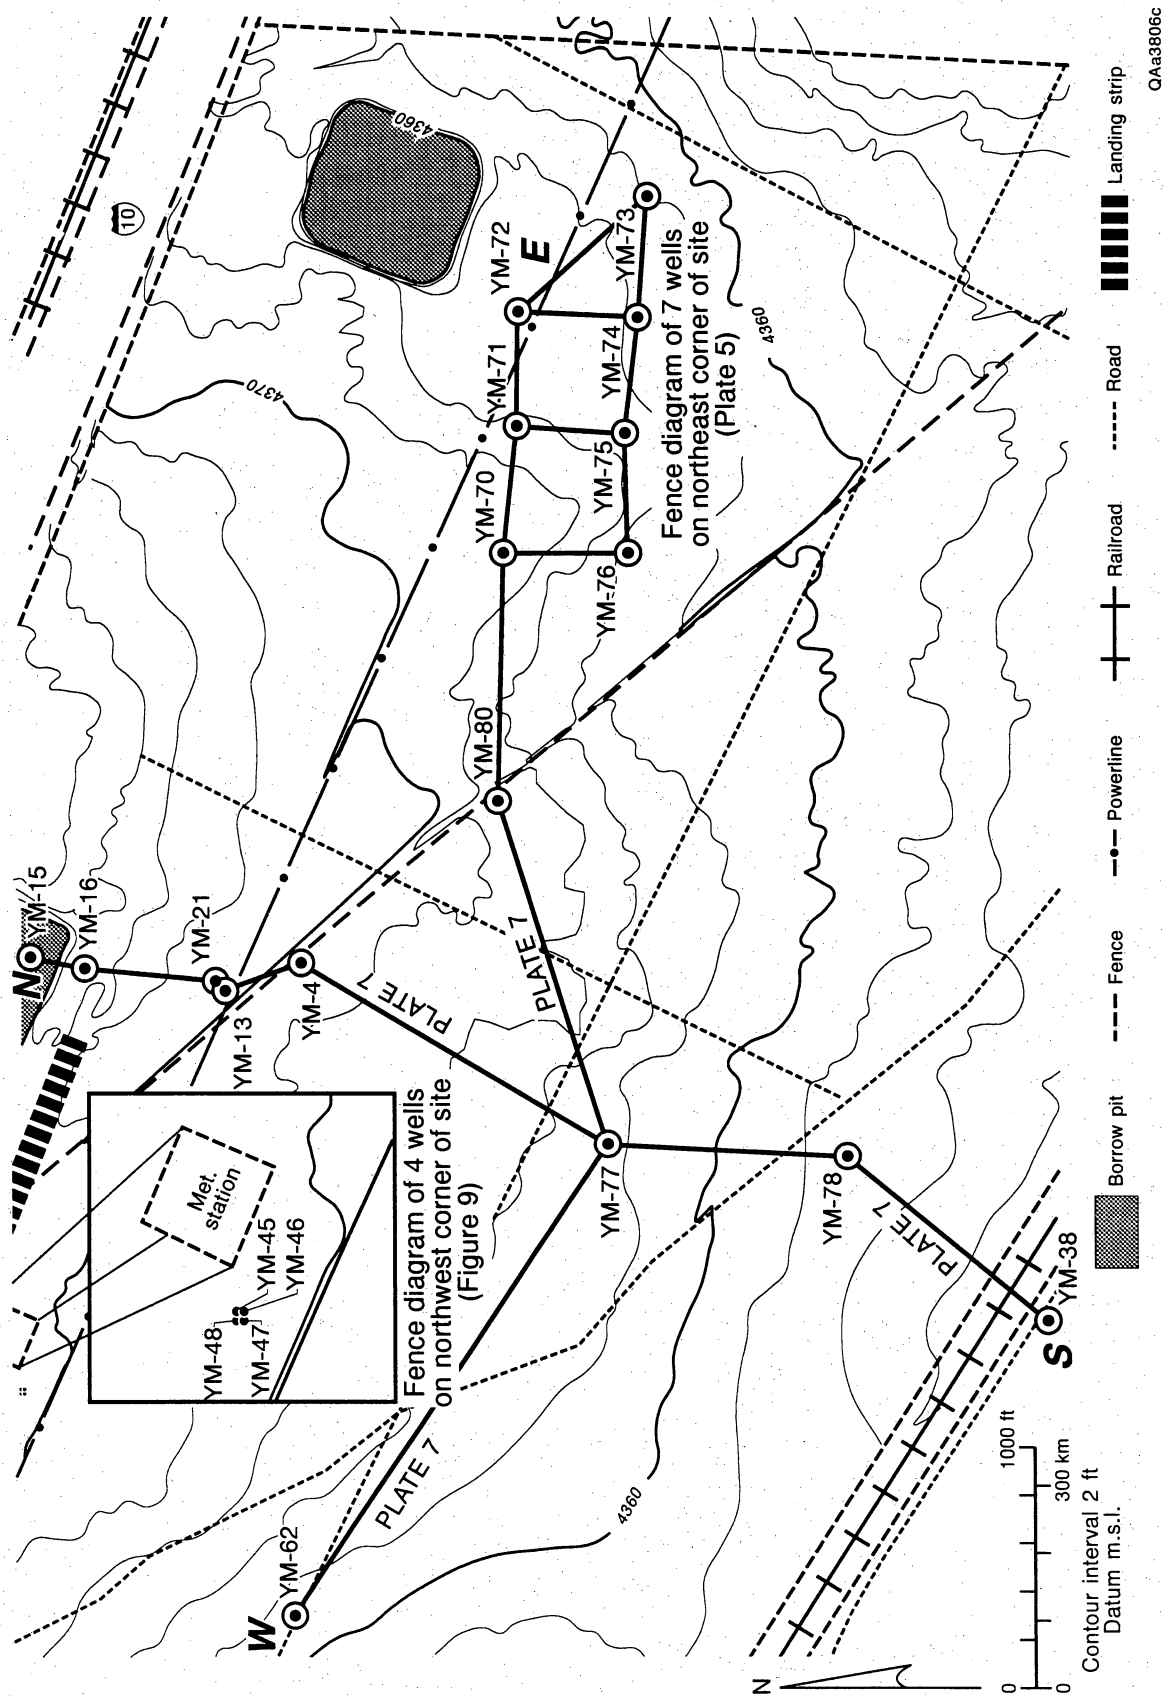 QAa3806c
10
4360
YM-72
E
YM-73
YM-71
YM-74
YM-70
YM-75
YM-76
4370
4360
Fence diagram of 7 wells
on northeast corner of site
(Plate 5)
YM-80
YM-15
N
YM-16
YM-21
YM-13
YM-4
PLATE 7
PLATE 7
Met.
station
YM-45
YM-46
YM-48
YM-47
Fence diagram of 4 wells
on northwest corner of site
(Figure 9)
YM-77
YM-78
PLATE 7
YM-38
S
PLATE 7
YM-62
W
4360
N
0 1000 ft
0 300 km
Contour interval 2 ft
Datum m.s.l.
Borrow pit
Fence
Powerline
Railroad
Road
Landing strip